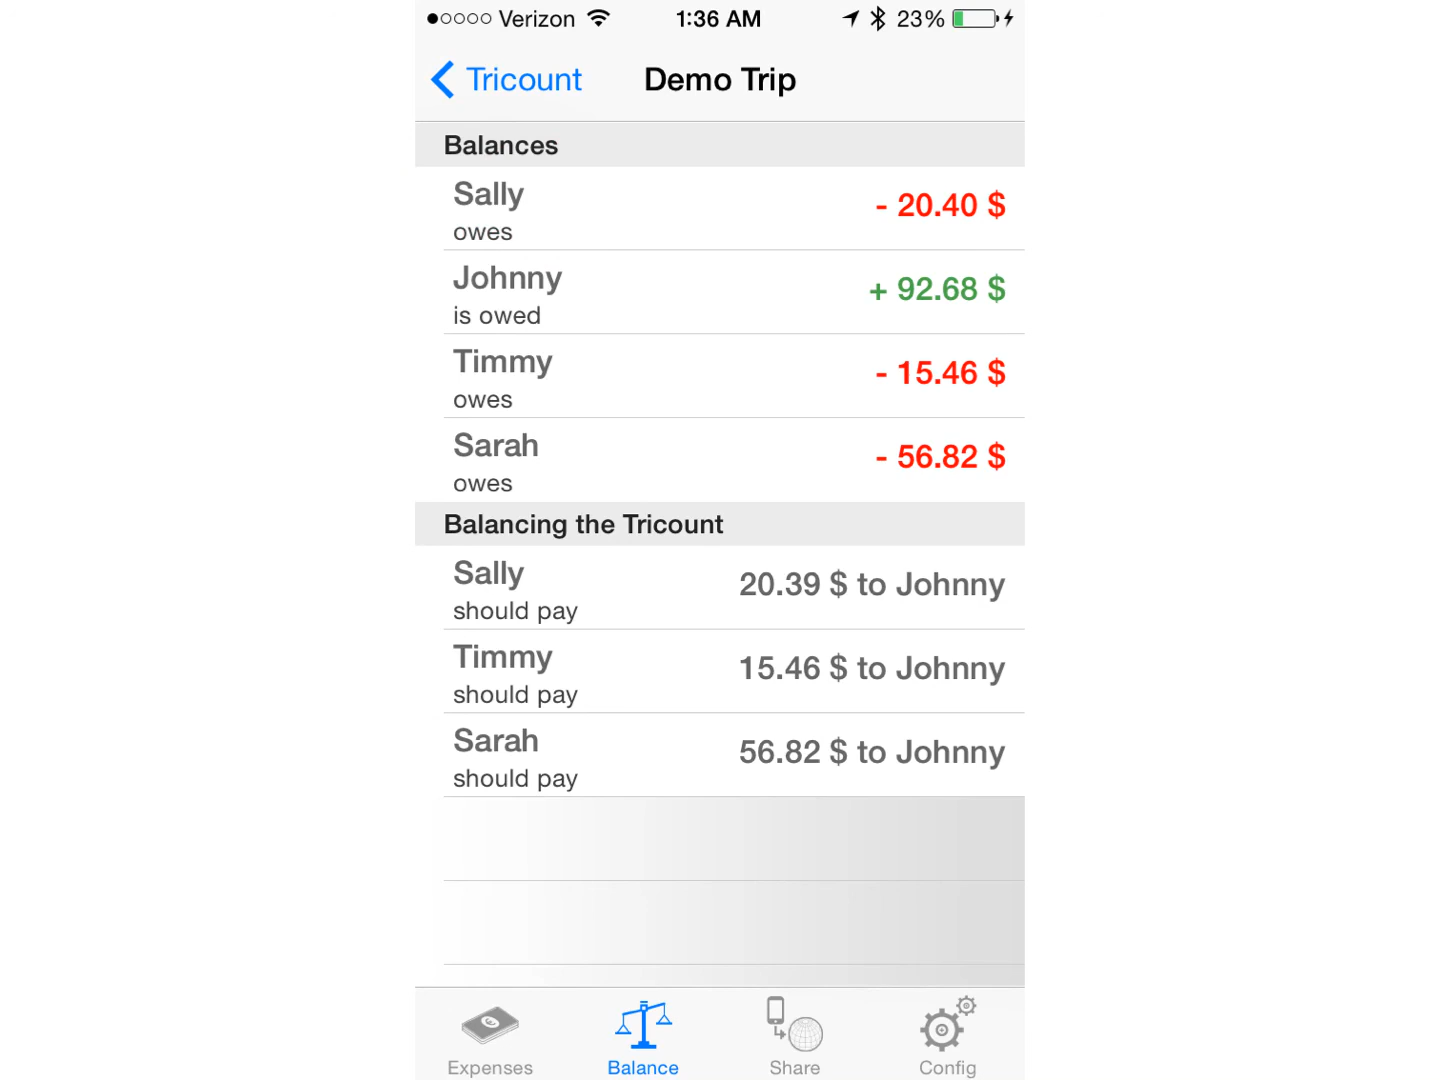 Verizon 1:36 AM 23%
Tricount Demo Trip
Balances
Sally - 20.40 $
owes
Johnny + 92.68 $
is owed
Timmy - 15.46 $
owes
Sarah - 56.82 $
owes
Balancing the Tricount
Sally 20.39 $ to Johnny
should pay
Timmy 15.46 $ to Johnny
should pay
Sarah 56.82 $ to Johnny
should pay
Expenses Balance Share Config